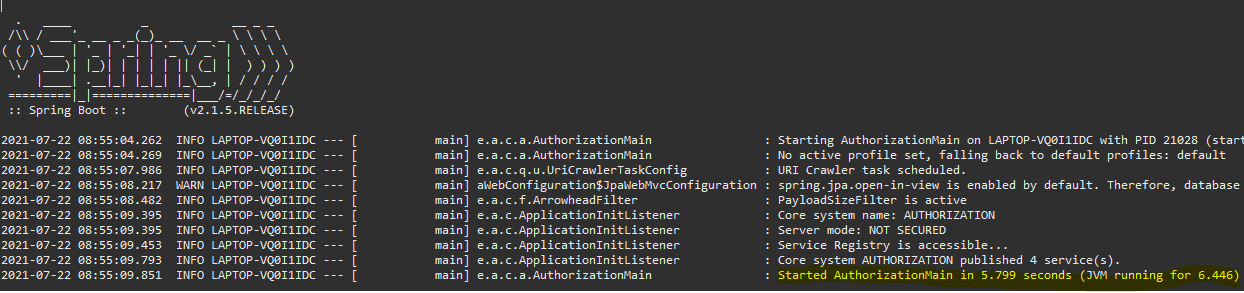 .   ____          _            __ _ _
 /\\ / ___'_ __ _ _(_)_ __  __ _ \ \ \ \
( ( )\___ | '_ | '_| | '_ \/ _` | \ \ \ \
 \\/  ___)| |_)| | | | | || (_| |  ) ) ) )
  '  |____| .__|_| |_|_| |_\__, | / / / /
 =========|_|==============|___/=/_/_/_/
 :: Spring Boot ::        (v2.1.5.RELEASE)
2021-07-22 08:55:04.262  INFO LAPTOP-VQ0I1IDC --- [           main] e.a.c.a.AuthorizationMain                : Starting AuthorizationMain on LAPTOP-VQ0I1IDC with PID 21028 (start
2021-07-22 08:55:04.269  INFO LAPTOP-VQ0I1IDC --- [           main] e.a.c.a.AuthorizationMain                : No active profile set, falling back to default profiles: default
2021-07-22 08:55:07.986  INFO LAPTOP-VQ0I1IDC --- [           main] e.a.c.q.u.UriCrawlerTaskConfig           : URI Crawler task scheduled.
2021-07-22 08:55:08.217  WARN LAPTOP-VQ0I1IDC --- [           main] aWebConfiguration$JpaWebMvcConfiguration : spring.jpa.open-in-view is enabled by default. Therefore, database
2021-07-22 08:55:08.482  INFO LAPTOP-VQ0I1IDC --- [           main] e.a.c.f.ArrowheadFilter                  : PayloadSizeFilter is active
2021-07-22 08:55:09.395  INFO LAPTOP-VQ0I1IDC --- [           main] e.a.c.ApplicationInitListener            : Core system name: AUTHORIZATION
2021-07-22 08:55:09.395  INFO LAPTOP-VQ0I1IDC --- [           main] e.a.c.ApplicationInitListener            : Server mode: NOT SECURED
2021-07-22 08:55:09.453  INFO LAPTOP-VQ0I1IDC --- [           main] e.a.c.ApplicationInitListener            : Service Registry is accessible...
2021-07-22 08:55:09.793  INFO LAPTOP-VQ0I1IDC --- [           main] e.a.c.ApplicationInitListener            : Core system AUTHORIZATION published 4 service(s).
2021-07-22 08:55:09.851  INFO LAPTOP-VQ0I1IDC --- [           main] e.a.c.a.AuthorizationMain                : Started AuthorizationMain in 5.799 seconds (JVM running for 6.446)